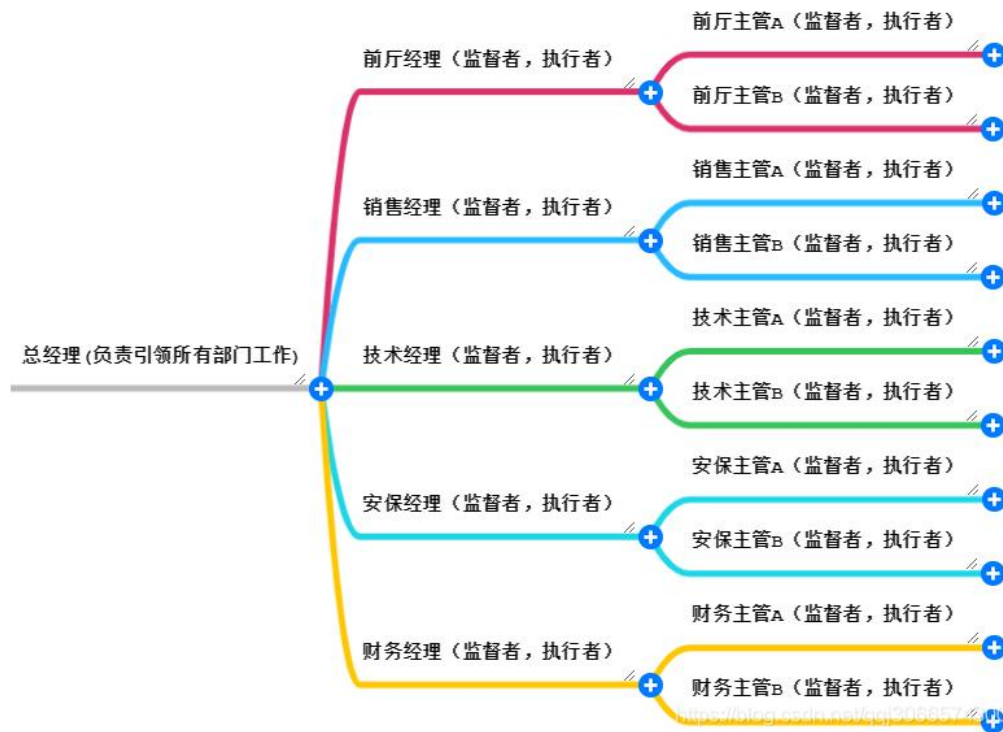 总经理(负责引领所有部门工作)
前厅经理（监督者，执行者）
前厅主管A（监督者，执行者）
前厅主管B（监督者，执行者）
销售经理（监督者，执行者）
销售主管A（监督者，执行者）
销售主管B（监督者，执行者）
技术经理（监督者，执行者）
技术主管A（监督者，执行者）
技术主管B（监督者，执行者）
安保经理（监督者，执行者）
安保主管A（监督者，执行者）
安保主管B（监督者，执行者）
财务经理（监督者，执行者）
财务主管A（监督者，执行者）
财务主管B（监督者，执行者）